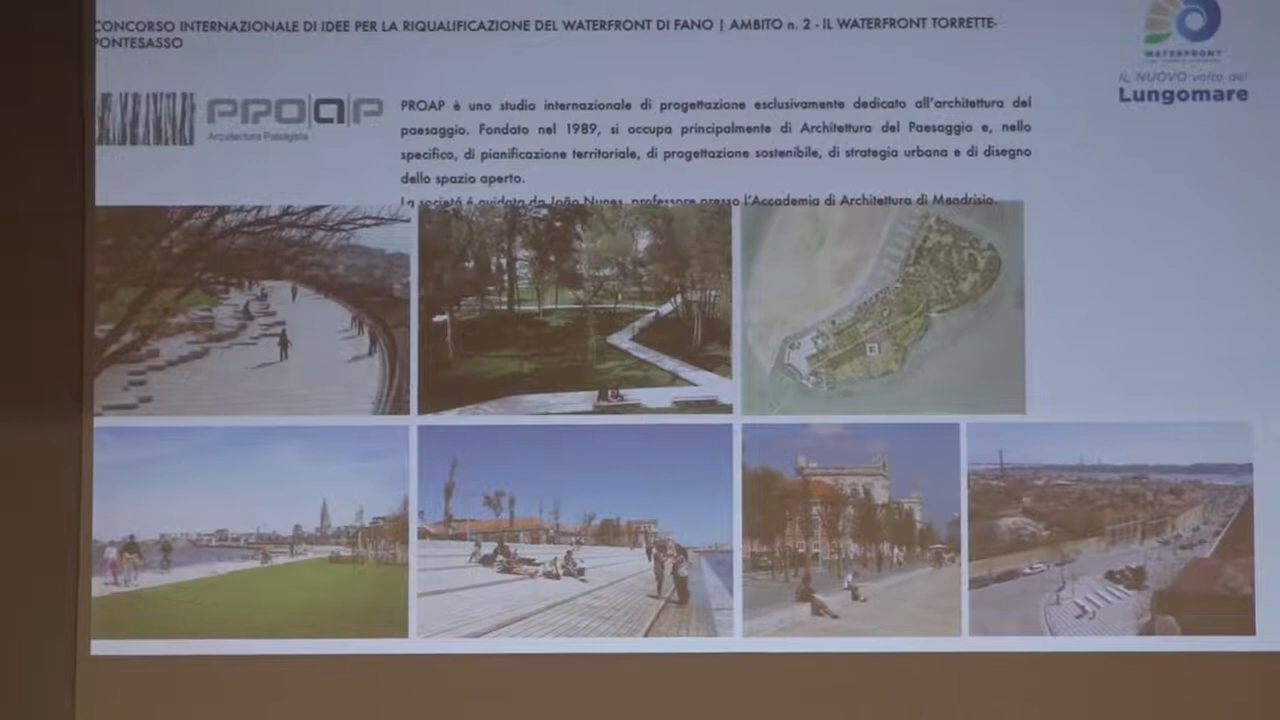 CONCORSO INTERNAZIONALE DI IDEE PER LA RIQUALIFICAZIONE DEL WATERFRONT DI FANO | AMBITO n. 2 - IL WATERFRONT TORRETTE-
PONTESASSO
WATERFRONT
IL NUOVO volto del
Lungomare
PROAP
Arquitectura Paisagista
PROAP è uno studio internazionale di progettazione esclusivamente dedicato all'architettura del
paesaggio. Fondato nel 1989, si occupa principalmente di Architettura del Paesaggio e, nello
specifico, di pianificazione territoriale, di progettazione sostenibile, di strategia urbana e di disegno
dello spazio aperto.
La società è guidata da João Nunes, professore presso l'Accademia di Architettura di Mendrisio.